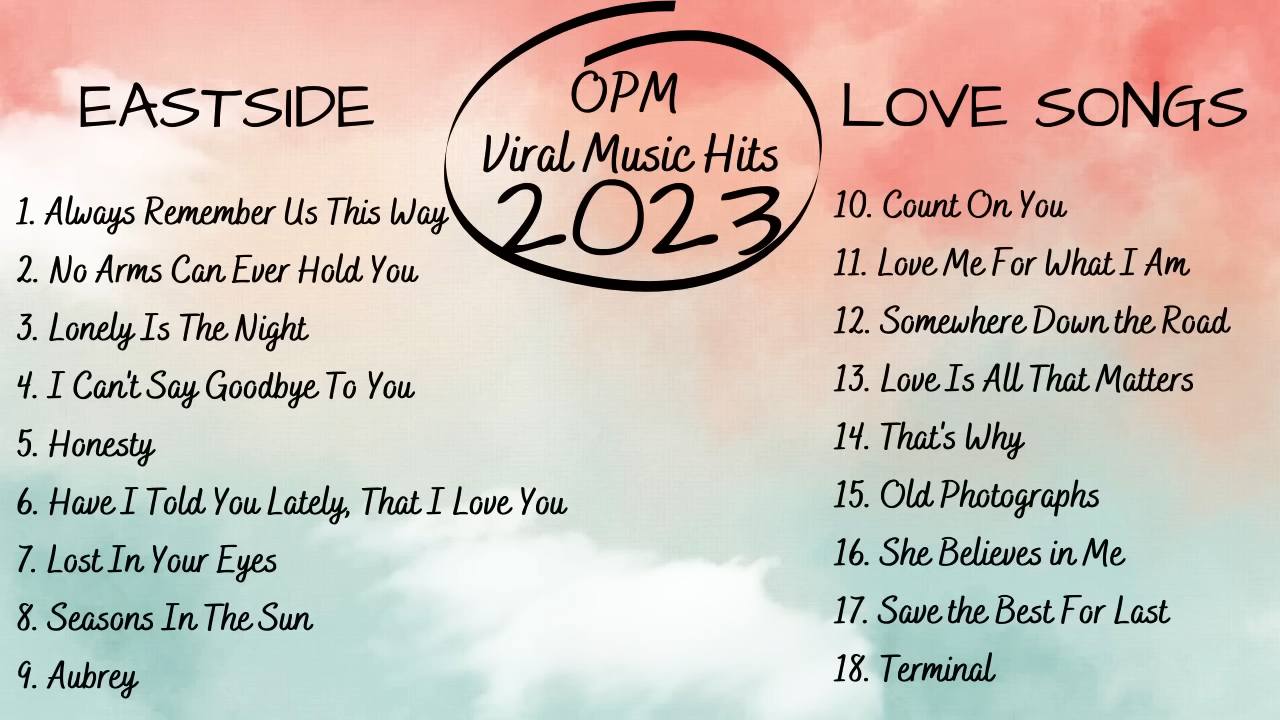 EASTSIDE
OPM
Viral Music Hits
2023
LOVE SONGS
1. Always Remember Us This Way
2. No Arms Can Ever Hold You
3. Lonely Is The Night
4. I Can't Say Goodbye To You
5. Honesty
6. Have I Told You Lately, That I Love You
7. Lost In Your Eyes
8. Seasons In The Sun
9. Aubrey
10. Count On You
11. Love Me For What I Am
12. Somewhere Down the Road
13. Love Is All That Matters
14. That's Why
15. Old Photographs
16. She Believes in Me
17. Save the Best For Last
18. Terminal